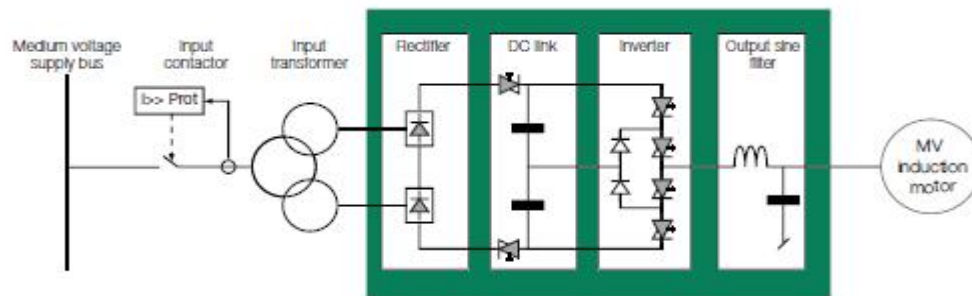 Medium voltage
supply bus
Input
contactor
Input
transformer
Rectifier
DC link
Inverter
Output sine
filter
I>> Prot
MV
induction
motor